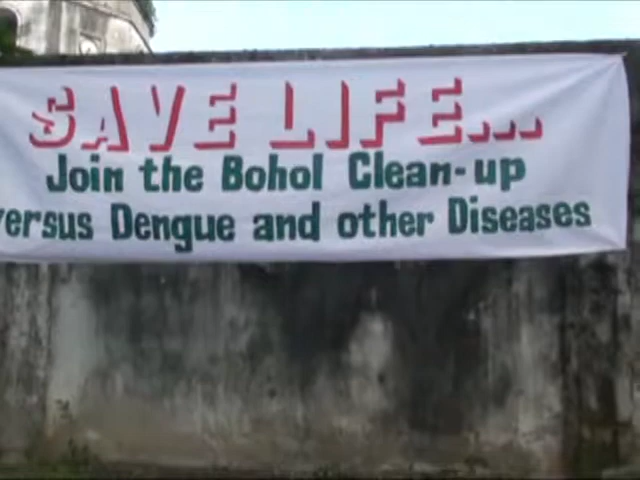 SAVE LIFE...
Join the Bohol Clean-up
versus Dengue and other Diseases